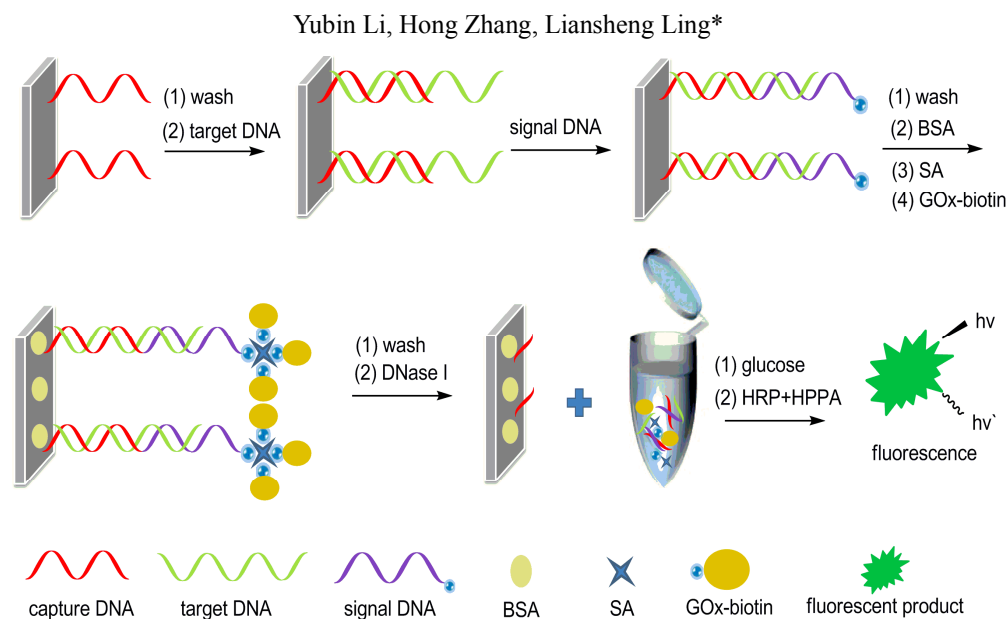 Yubin Li, Hong Zhang, Liansheng Ling*
(1) wash
(2) target DNA
signal DNA
(1) wash
(2) BSA
(3) SA
(4) GOx-biotin
(1) wash
(2) DNase I
(1) glucose
(2) HRP+HPPA
hv
hv`
fluorescence
capture DNA
target DNA
signal DNA
BSA
SA
GOx-biotin
fluorescent product